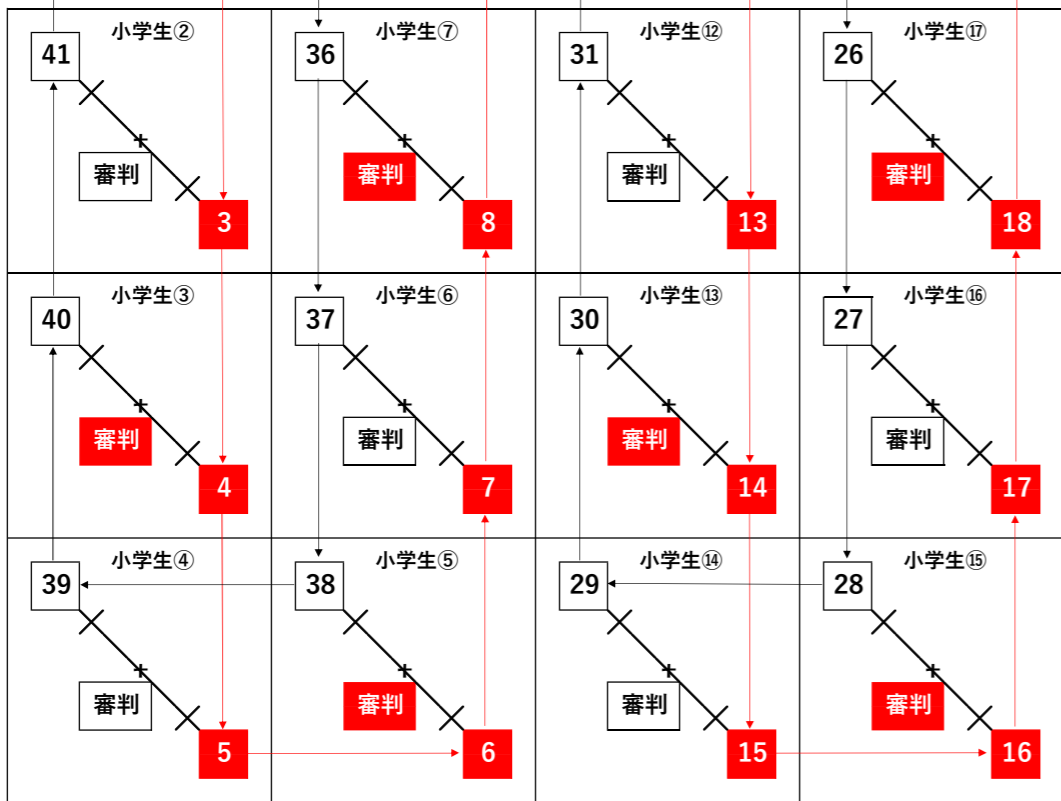 小学生②
41
審判
3
小学生⑦
36
審判
8
小学生⑫
31
審判
13
小学生⑰
26
審判
18
小学生③
40
審判
4
小学生⑥
37
審判
7
小学生⑬
30
審判
14
小学生⑯
27
審判
17
小学生④
39
審判
5
小学生⑤
38
審判
6
小学生⑭
29
審判
15
小学生⑮
28
審判
16